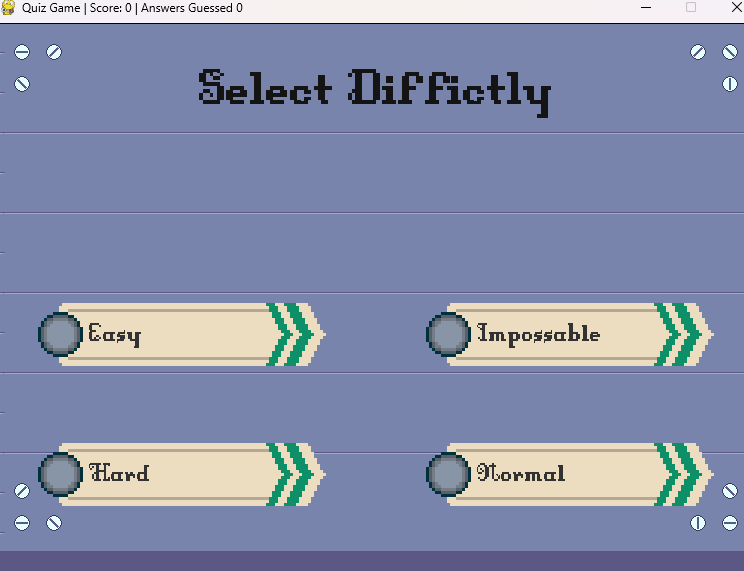 Quiz Game | Score: 0 | Answers Guessed 0
Select Diffictly
Easy
Impossable
Hard
Normal